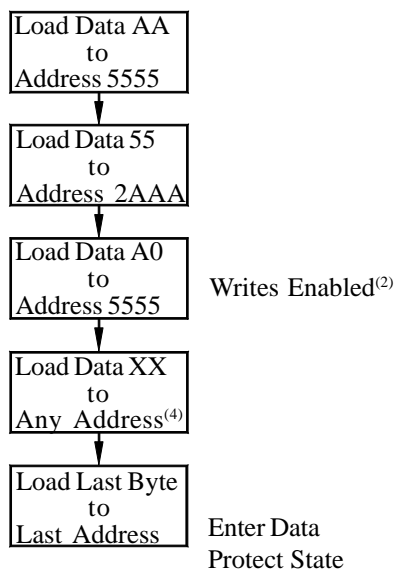 Load Data AA
to
Address 5555
Load Data 55
to
Address 2AAA
Load Data A0
to
Address 5555
Writes Enabled(2)
Load Data XX
to
Any Address(4)
Load Last Byte
to
Last Address
Enter Data
Protect State